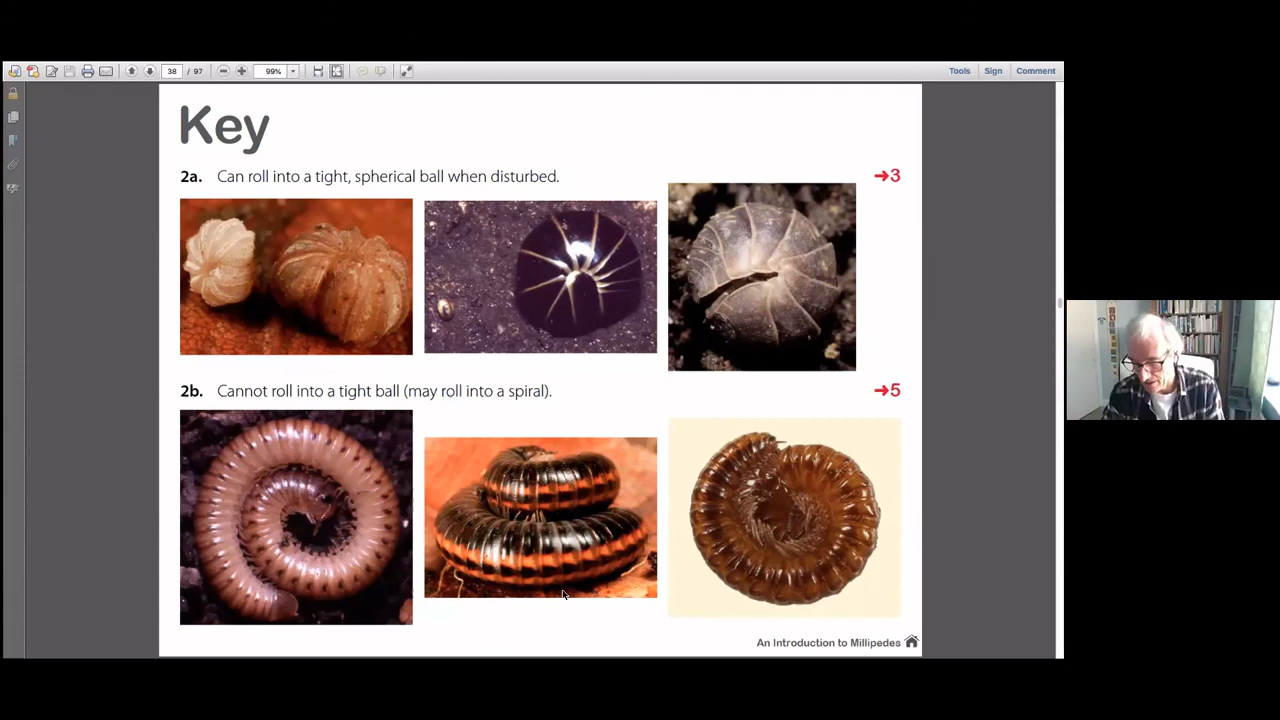 38 / 97
99%
Tools Sign Comment
Key
2a. Can roll into a tight, spherical ball when disturbed. ➔3
2b. Cannot roll into a tight ball (may roll into a spiral). ➔5
An Introduction to Millipedes